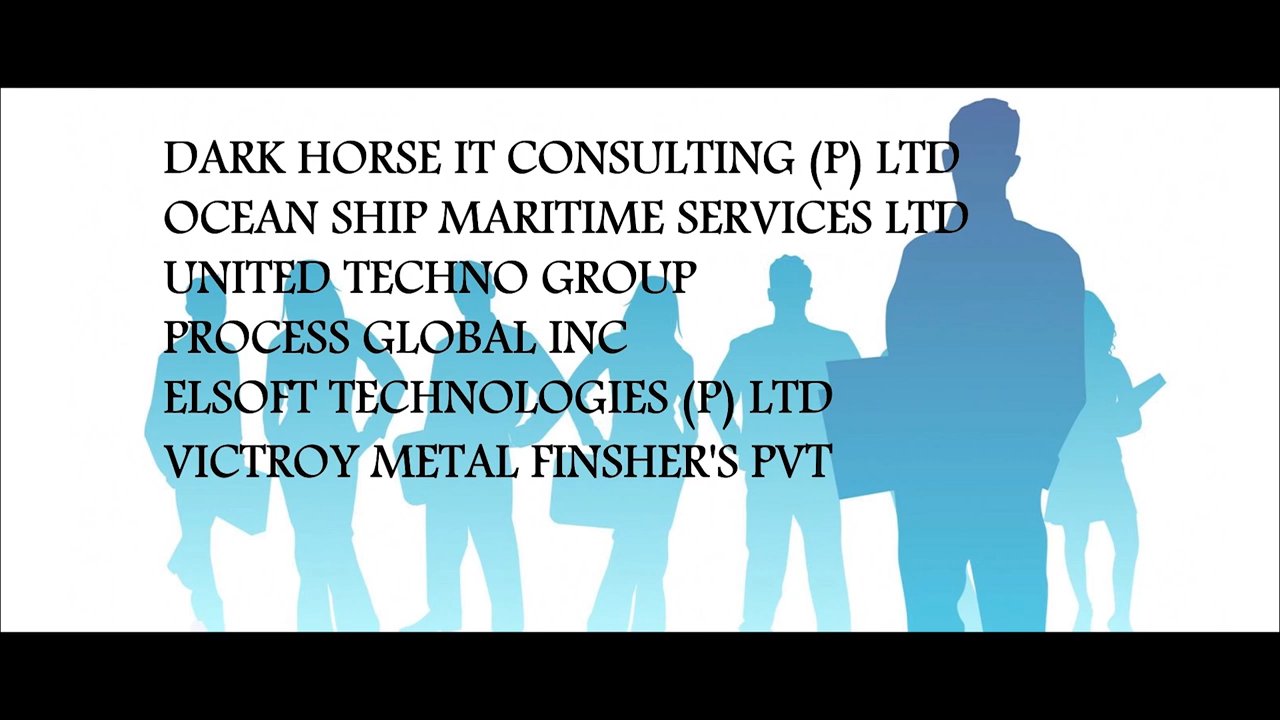 DARK HORSE IT CONSULTING (P) LTD
OCEAN SHIP MARITIME SERVICES LTD
UNITED TECHNO GROUP
PROCESS GLOBAL INC
ELSOFT TECHNOLOGIES (P) LTD
VICTROY METAL FINSHER'S PVT